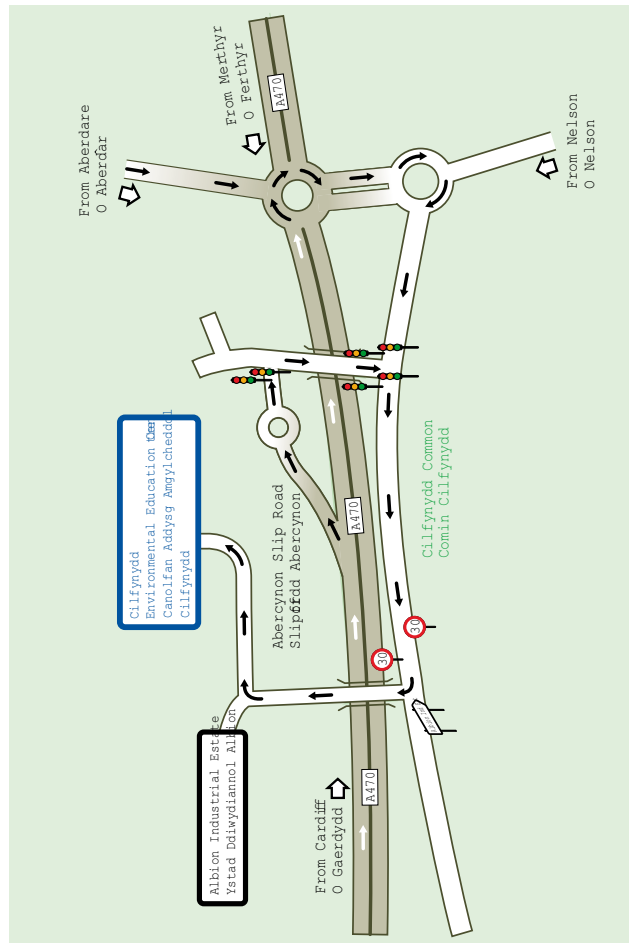 From Merthyr
O Ferthyr
A470
From Aberdare
O Aberdâr
From Nelson
O Nelson
Cilfynydd Common
Comin Cilfynydd
Cilfynydd
Environmental Education
Canolfan Addysg Amgylcheddol
Cilfynydd
Abercynon Slip Road
Slipffordd Abercynon
A470
30
30
Albion Industrial Estate
Ystad Ddiwydiannol Albion
From Cardiff
O Gaerdydd
A470